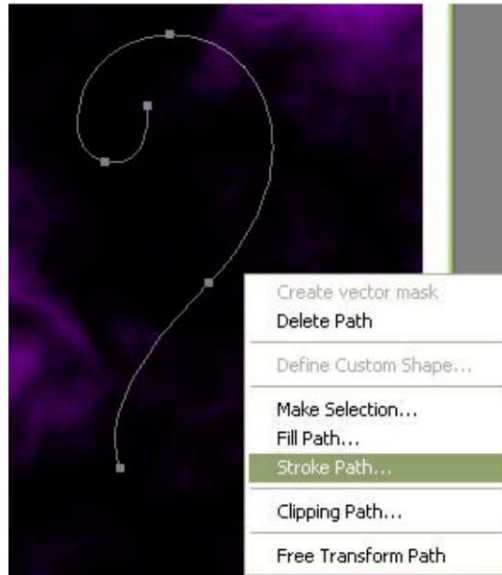 Create vector mask
Delete Path
Define Custom Shape...
Make Selection...
Fill Path...
Stroke Path...
Clipping Path...
Free Transform Path